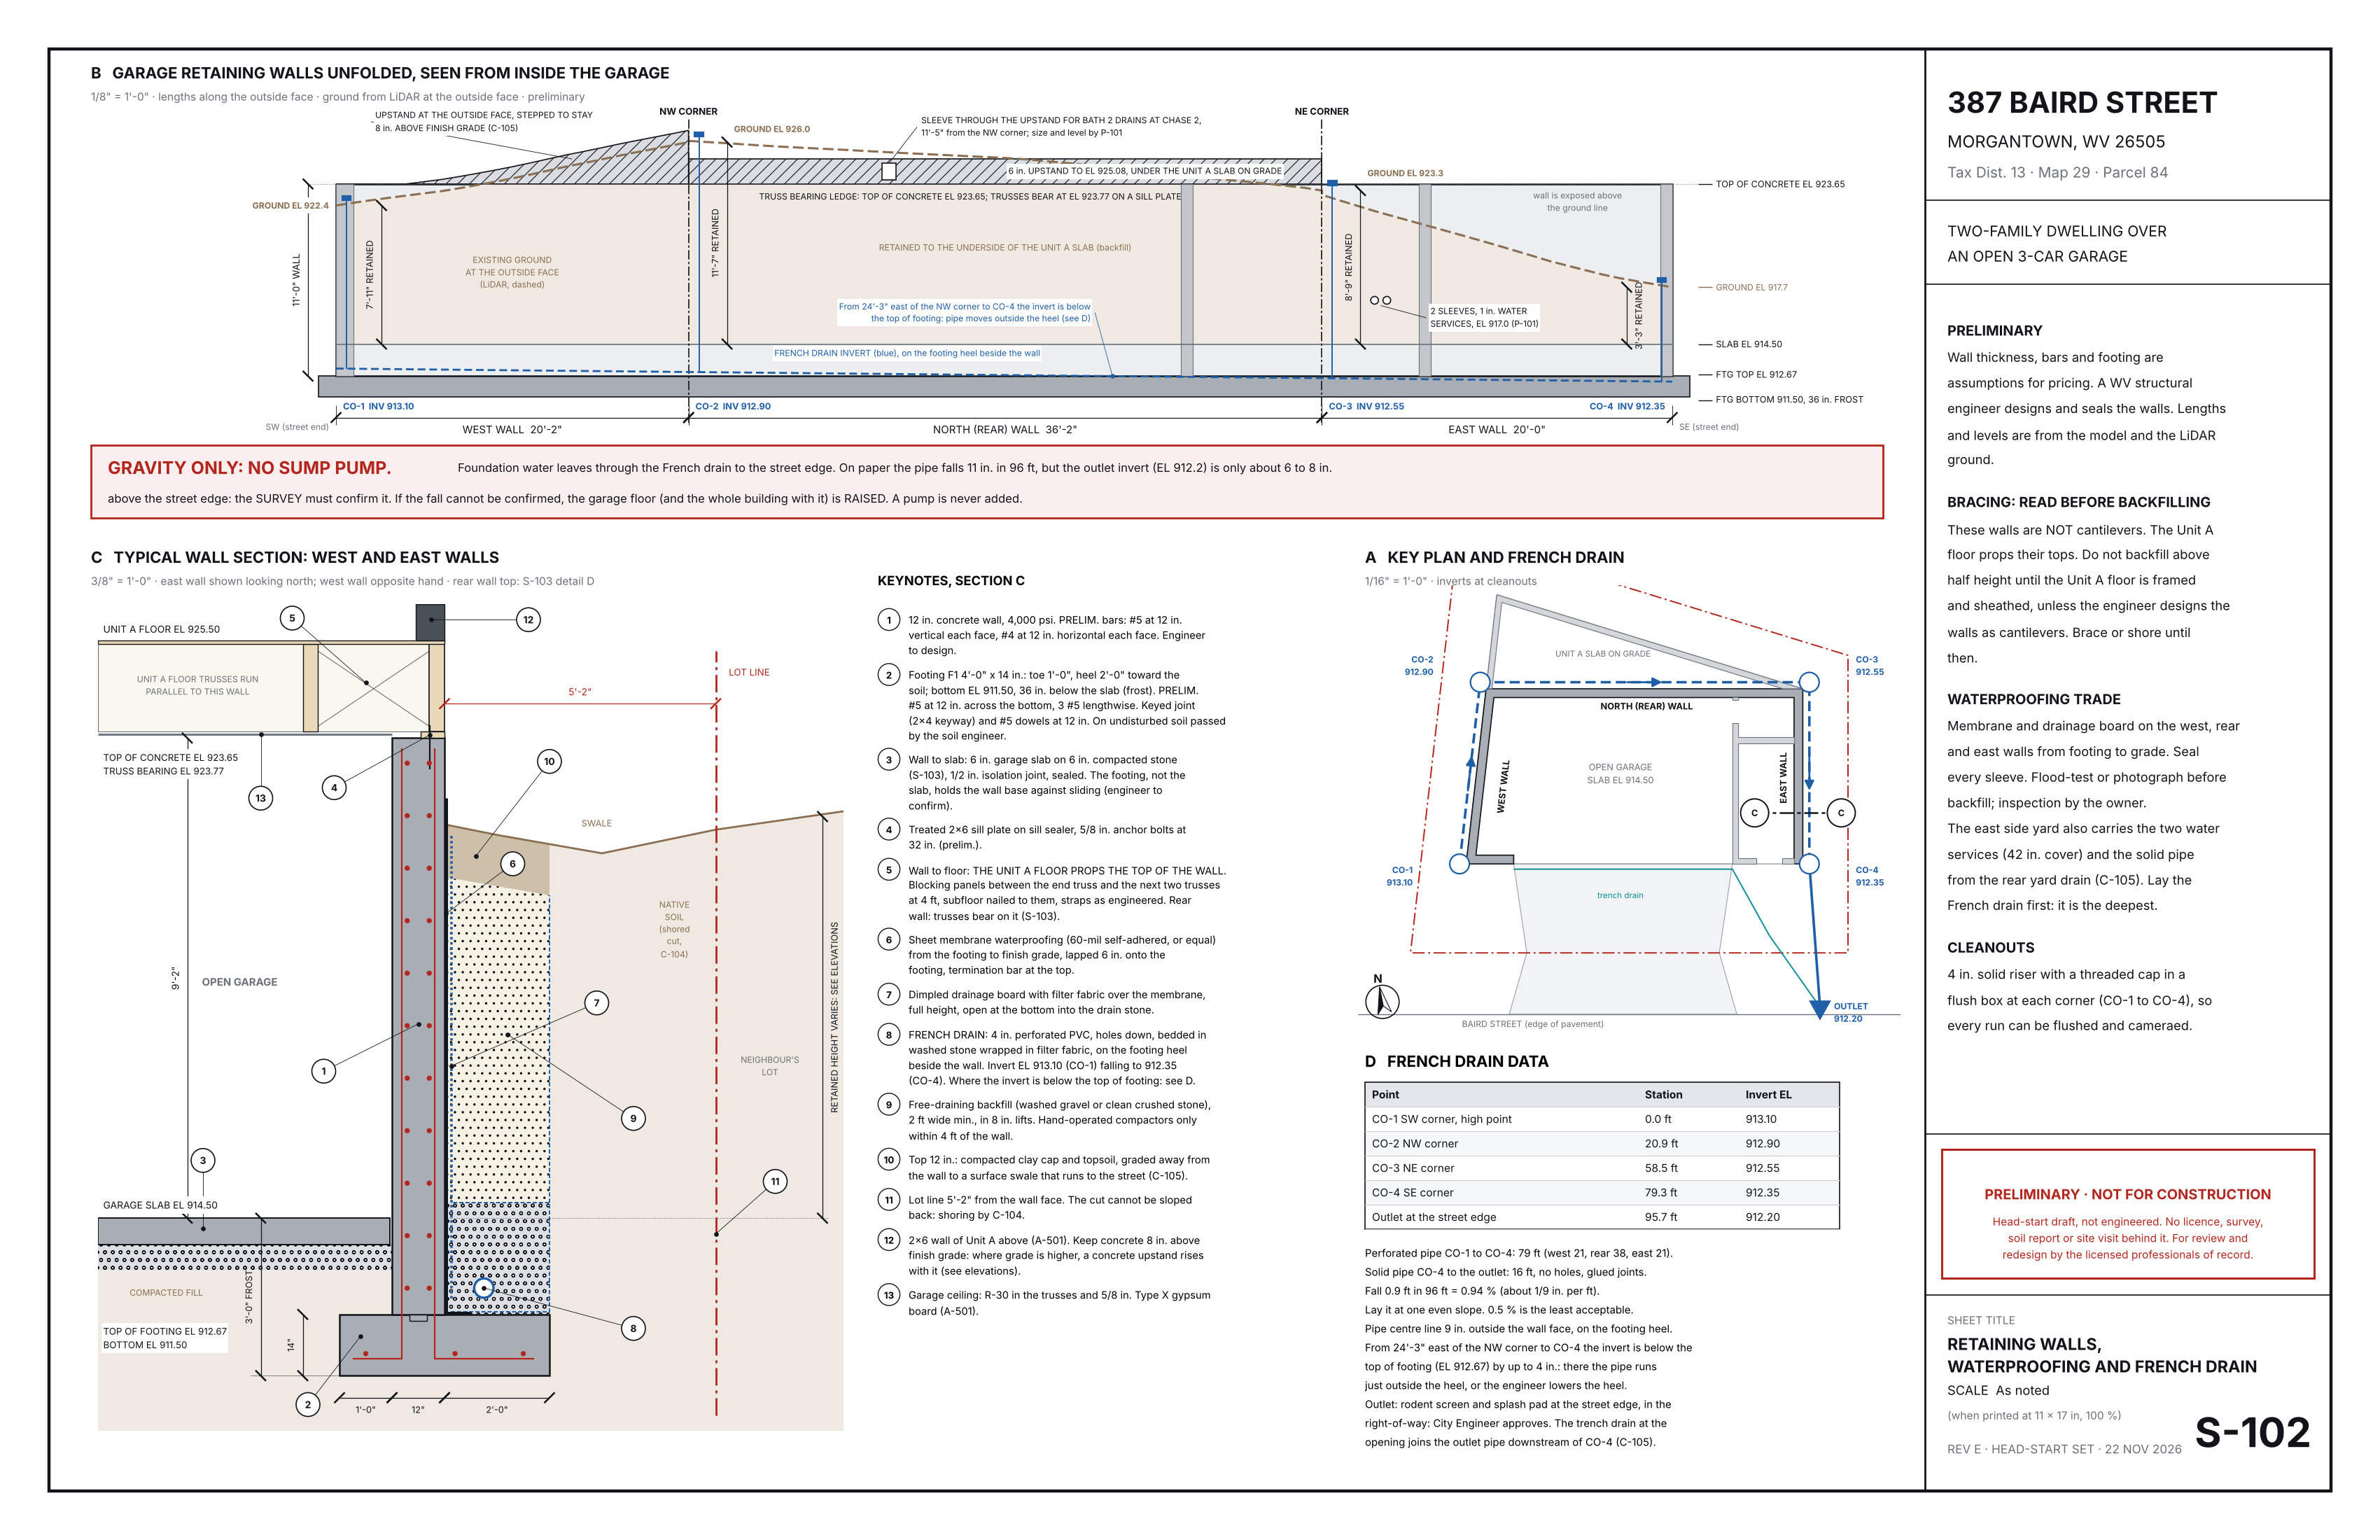 B GARAGE RETAINING WALLS UNFOLDED, SEEN FROM INSIDE THE GARAGE
1/8" = 1'-0" · lengths along the outside face · ground from LiDAR at the outside face · preliminary
UPSTAND AT THE OUTSIDE FACE, STEPPED TO STAY
8 in. ABOVE FINISH GRADE (C-105)
NW CORNER
GROUND EL 926.0
SLEEVE THROUGH THE UPSTAND FOR BATH 2 DRAINS AT CHASE 2,
11'-5" from the NW corner; size and level by P-101
NE CORNER
GROUND EL 923.3
6 in. UPSTAND TO EL 925.08, UNDER THE UNIT A SLAB ON GRADE
TOP OF CONCRETE EL 923.65
TRUSS BEARING LEDGE: TOP OF CONCRETE EL 923.65; TRUSSES BEAR AT EL 923.77 ON A SILL PLATE
wall is exposed above
the ground line
GROUND EL 922.4
11'-0" WALL
7'-11" RETAINED
EXISTING GROUND
AT THE OUTSIDE FACE
(LiDAR, dashed)
11'-7" RETAINED
RETAINED TO THE UNDERSIDE OF THE UNIT A SLAB (backfill)
8'-9" RETAINED
From 24'-3" east of the NW corner to CO-4 the invert is below
the top of footing: pipe moves outside the heel (see D)
2 SLEEVES, 1 in. WATER
SERVICES, EL 917.0 (P-101)
3'-3" RETAINED
GROUND EL 917.7
SLAB EL 914.50
FRENCH DRAIN INVERT (blue), on the footing heel beside the wall
FTG TOP EL 912.67
FTG BOTTOM 911.50, 36 in. FROST
CO-1 INV 913.10
CO-2 INV 912.90
CO-3 INV 912.55
CO-4 INV 912.35
SW (street end)
WEST WALL 20'-2"
NORTH (REAR) WALL 36'-2"
EAST WALL 20'-0"
SE (street end)
GRAVITY ONLY: NO SUMP PUMP. Foundation water leaves through the French drain to the street edge. On paper the pipe falls 11 in. in 96 ft, but the outlet invert (EL 912.2) is only about 6 to 8 in.
above the street edge: the SURVEY must confirm it. If the fall cannot be confirmed, the garage floor (and the whole building with it) is RAISED. A pump is never added.
C TYPICAL WALL SECTION: WEST AND EAST WALLS
3/8" = 1'-0" · east wall shown looking north; west wall opposite hand · rear wall top: S-103 detail D
UNIT A FLOOR EL 925.50
5
12
UNIT A FLOOR TRUSSES RUN
PARALLEL TO THIS WALL
LOT LINE
5'-2"
TOP OF CONCRETE EL 923.65
TRUSS BEARING EL 923.77
10
4
13
SWALE
6
NATIVE
SOIL
(shored
cut,
C-104)
9'-2"
OPEN GARAGE
7
RETAINED HEIGHT VARIES: SEE ELEVATIONS
NEIGHBOUR'S
LOT
1
9
3
11
GARAGE SLAB EL 914.50
COMPACTED FILL
3'-0" FROST
TOP OF FOOTING EL 912.67
BOTTOM EL 911.50
14"
8
2
1'-0"
12"
2'-0"
KEYNOTES, SECTION C
1 12 in. concrete wall, 4,000 psi. PRELIM. bars: #5 at 12 in.
vertical each face, #4 at 12 in. horizontal each face. Engineer
to design.
2 Footing F1 4'-0" x 14 in.: toe 1'-0", heel 2'-0" toward the
soil; bottom EL 911.50, 36 in. below the slab (frost). PRELIM.
#5 at 12 in. across the bottom, 3 #5 lengthwise. Keyed joint
(2×4 keyway) and #5 dowels at 12 in. On undisturbed soil passed
by the soil engineer.
3 Wall to slab: 6 in. garage slab on 6 in. compacted stone
(S-103), 1/2 in. isolation joint, sealed. The footing, not the
slab, holds the wall base against sliding (engineer to
confirm).
4 Treated 2×6 sill plate on sill sealer, 5/8 in. anchor bolts at
32 in. (prelim.).
5 Wall to floor: THE UNIT A FLOOR PROPS THE TOP OF THE WALL.
Blocking panels between the end truss and the next two trusses
at 4 ft, subfloor nailed to them, straps as engineered. Rear
wall: trusses bear on it (S-103).
6 Sheet membrane waterproofing (60-mil self-adhered, or equal)
from the footing to finish grade, lapped 6 in. onto the
footing, termination bar at the top.
7 Dimpled drainage board with filter fabric over the membrane,
full height, open at the bottom into the drain stone.
8 FRENCH DRAIN: 4 in. perforated PVC, holes down, bedded in
washed stone wrapped in filter fabric, on the footing heel
beside the wall. Invert EL 913.10 (CO-1) falling to 912.35
(CO-4). Where the invert is below the top of footing: see D.
9 Free-draining backfill (washed gravel or clean crushed stone),
2 ft wide min., in 8 in. lifts. Hand-operated compactors only
within 4 ft of the wall.
10 Top 12 in.: compacted clay cap and topsoil, graded away from
the wall to a surface swale that runs to the street (C-105).
11 Lot line 5'-2" from the wall face. The cut cannot be sloped
back: shoring by C-104.
12 2×6 wall of Unit A above (A-501). Keep concrete 8 in. above
finish grade: where grade is higher, a concrete upstand rises
with it (see elevations).
13 Garage ceiling: R-30 in the trusses and 5/8 in. Type X gypsum
board (A-501).
A KEY PLAN AND FRENCH DRAIN
1/16" = 1'-0" · inverts at cleanouts
CO-2
912.90
UNIT A SLAB ON GRADE
CO-3
912.55
NORTH (REAR) WALL
OPEN GARAGE
SLAB EL 914.50
WEST WALL
EAST WALL
C
C
CO-1
913.10
CO-4
912.35
trench drain
N
OUTLET
912.20
BAIRD STREET (edge of pavement)
D FRENCH DRAIN DATA
Point Station Invert EL
CO-1 SW corner, high point 0.0 ft 913.10
CO-2 NW corner 20.9 ft 912.90
CO-3 NE corner 58.5 ft 912.55
CO-4 SE corner 79.3 ft 912.35
Outlet at the street edge 95.7 ft 912.20
Perforated pipe CO-1 to CO-4: 79 ft (west 21, rear 38, east 21).
Solid pipe CO-4 to the outlet: 16 ft, no holes, glued joints.
Fall 0.9 ft in 96 ft = 0.94 % (about 1/9 in. per ft).
Lay it at one even slope. 0.5 % is the least acceptable.
Pipe centre line 9 in. outside the wall face, on the footing heel.
From 24'-3" east of the NW corner to CO-4 the invert is below the
top of footing (EL 912.67) by up to 4 in.: there the pipe runs
just outside the heel, or the engineer lowers the heel.
Outlet: rodent screen and splash pad at the street edge, in the
right-of-way: City Engineer approves. The trench drain at the
opening joins the outlet pipe downstream of CO-4 (C-105).
387 BAIRD STREET
MORGANTOWN, WV 26505
Tax Dist. 13 · Map 29 · Parcel 84
TWO-FAMILY DWELLING OVER
AN OPEN 3-CAR GARAGE
PRELIMINARY
Wall thickness, bars and footing are
assumptions for pricing. A WV structural
engineer designs and seals the walls. Lengths
and levels are from the model and the LiDAR
ground.
BRACING: READ BEFORE BACKFILLING
These walls are NOT cantilevers. The Unit A
floor props their tops. Do not backfill above
half height until the Unit A floor is framed
and sheathed, unless the engineer designs the
walls as cantilevers. Brace or shore until
then.
WATERPROOFING TRADE
Membrane and drainage board on the west, rear
and east walls from footing to grade. Seal
every sleeve. Flood-test or photograph before
backfill; inspection by the owner.
The east side yard also carries the two water
services (42 in. cover) and the solid pipe
from the rear yard drain (C-105). Lay the
French drain first: it is the deepest.
CLEANOUTS
4 in. solid riser with a threaded cap in a
flush box at each corner (CO-1 to CO-4), so
every run can be flushed and cameraed.
PRELIMINARY · NOT FOR CONSTRUCTION
Head-start draft, not engineered. No licence, survey,
soil report or site visit behind it. For review and
redesign by the licensed professionals of record.
SHEET TITLE
RETAINING WALLS,
WATERPROOFING AND FRENCH DRAIN
SCALE As noted
(when printed at 11 × 17 in, 100 %)
REV E · HEAD-START SET · 22 NOV 2026
S-102